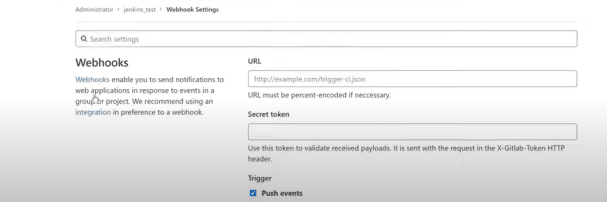 Administrator > jenkins_test > Webhook Settings
Search settings
Webhooks
Webhooks enable you to send notifications to
web applications in response to events in a
group or project. We recommend using an
integration in preference to a webhook.
URL
http://example.com/trigger-ci.json
URL must be percent-encoded if neccessary.
Secret token
Use this token to validate received payloads. It is sent with the request in the X-Gitlab-Token HTTP
header.
Trigger
Push events